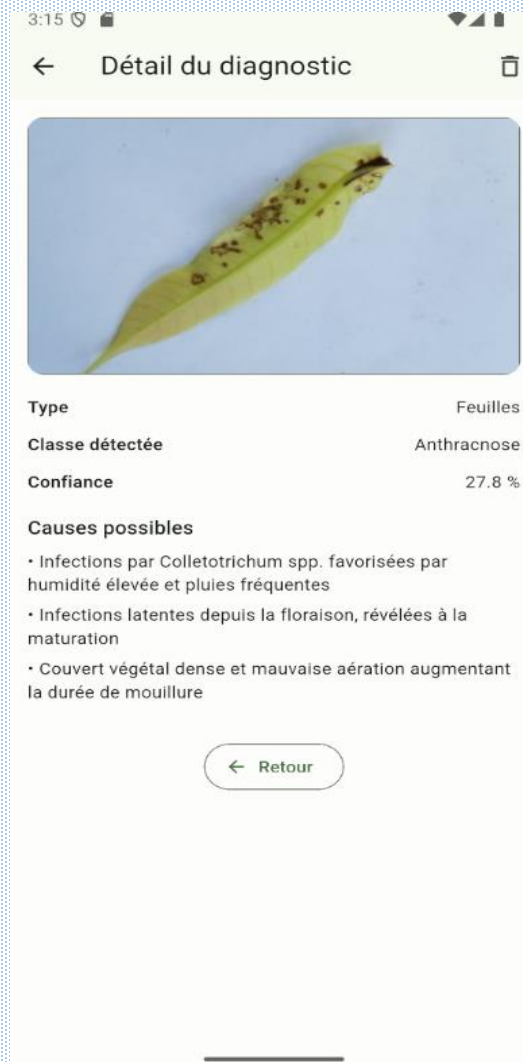 3:15
Détail du diagnostic
Type Feuilles
Classe détectée Anthracnose
Confiance 27.8 %
Causes possibles
• Infections par Colletotrichum spp. favorisées par
humidité élevée et pluies fréquentes
• Infections latentes depuis la floraison, révélées à la
maturation
• Couvert végétal dense et mauvaise aération augmentant
la durée de mouillure
← Retour